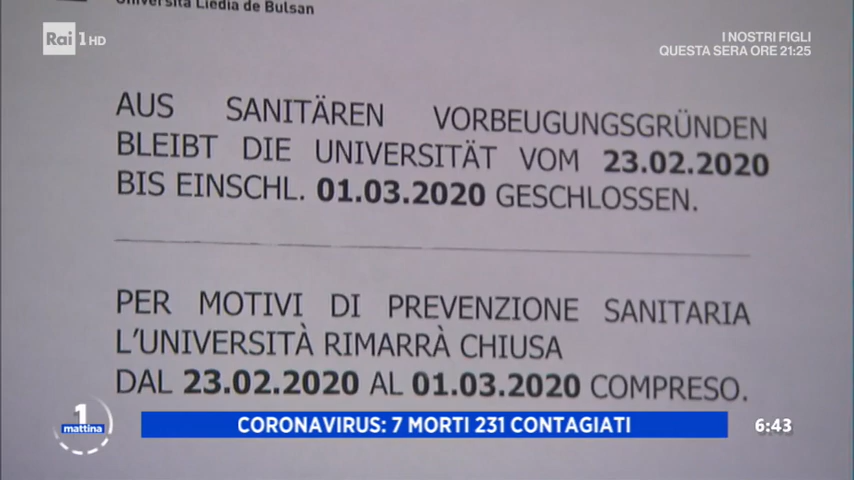 Università Liedia de Bulsan
Rai 1 HD
I NOSTRI FIGLI
QUESTA SERA ORE 21:25
AUS SANITÄREN VORBEUGUNGSGRÜNDEN
BLEIBT DIE UNIVERSITÄT VOM 23.02.2020
BIS EINSCHL. 01.03.2020 GESCHLOSSEN.
PER MOTIVI DI PREVENZIONE SANITARIA
L'UNIVERSITÀ RIMARRÀ CHIUSA
DAL 23.02.2020 AL 01.03.2020 COMPRESO.
1
mattina
CORONAVIRUS: 7 MORTI 231 CONTAGIATI
6:43